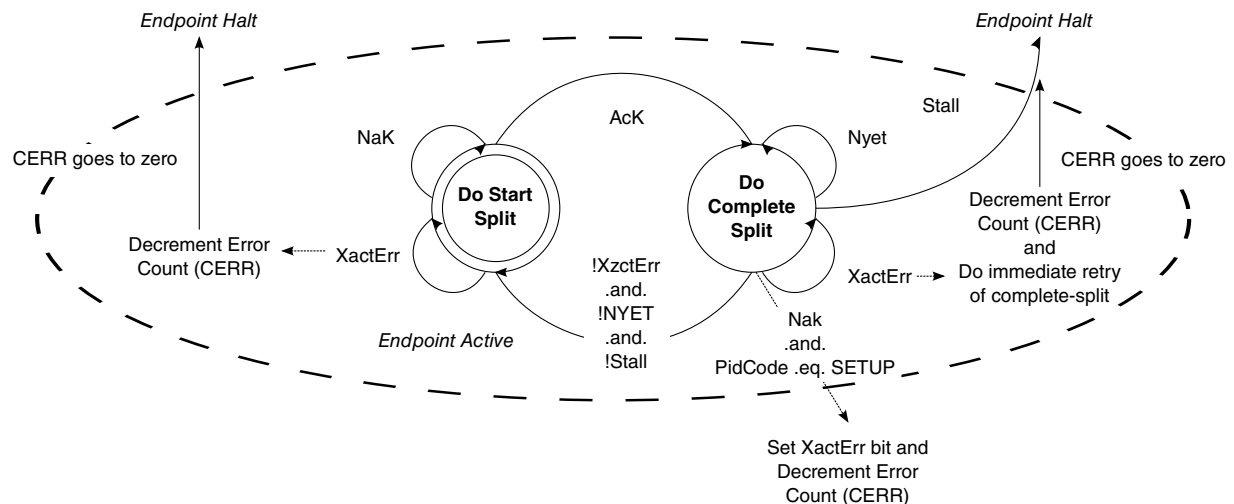 Endpoint Halt
Endpoint Halt
Stall
AcK
NaK
Nyet
CERR goes to zero
CERR goes to zero
Do Start
Split
Do
Complete
Split
Decrement Error
Count (CERR)
XactErr
!XzctErr
.and.
!NYET
.and.
!Stall
XactErr
Decrement Error
Count (CERR)
and
Do immediate retry
of complete-split
Endpoint Active
Nak
.and.
PidCode .eq. SETUP
Set XactErr bit and
Decrement Error
Count (CERR)